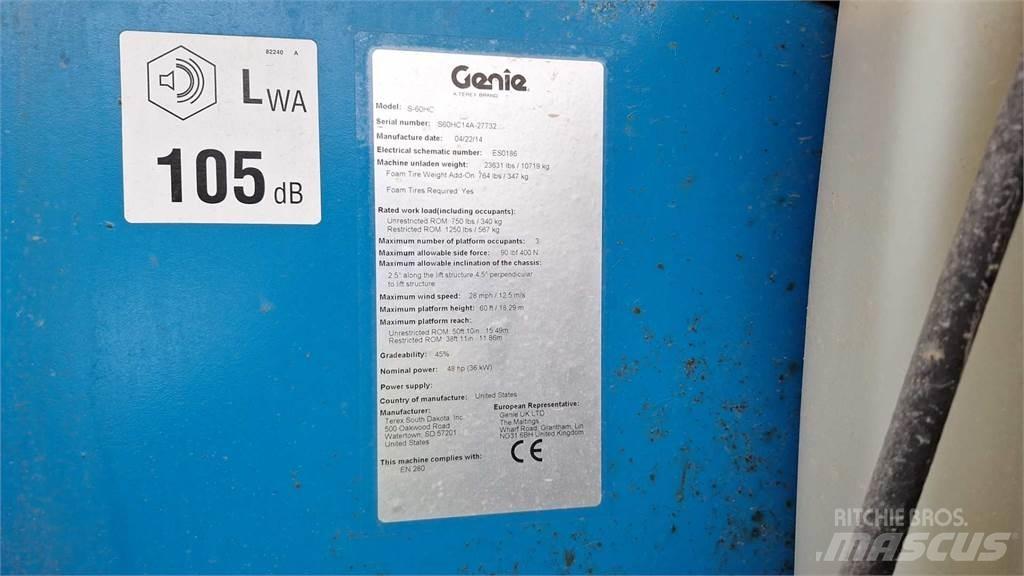 82240 A
LWA
105 dB
Genie
A TEREX BRAND
Model: S-60HC
Serial number: S60HC14A-27732
Manufacture date: 04/22/14
Electrical schematic number: ES0186
Machine unladen weight: 23631 lbs / 10719 kg
Foam Tire Weight Add-On: 764 lbs / 347 kg
Foam Tires Required: Yes
Rated work load(including occupants):
Unrestricted ROM: 750 lbs / 340 kg
Restricted ROM: 1250 lbs / 567 kg
Maximum number of platform occupants: 3
Maximum allowable side force: 90 lbf 400 N
Maximum allowable inclination of the chassis:
2.5° along the lift structure 4.5° perpendicular
to lift structure
Maximum wind speed: 28 mph / 12.5 m/s
Maximum platform height: 60 ft / 18.29 m
Maximum platform reach:
Unrestricted ROM: 50ft 10in 15.49m
Restricted ROM: 38ft 11in 11.86m
Gradeability: 45%
Nominal power: 48 hp (36 kW)
Power supply:
Country of manufacture: United States
Manufacturer:
Terex South Dakota, Inc.
500 Oakwood Road
Watertown, SD 57201
United States
European Representative:
Genie UK LTD
The Maltings
Wharf Road, Grantham, Lin
NG31 6BH United Kingdom
This machine complies with:
EN 280
CE
RITCHIE BROS.
MASCUS